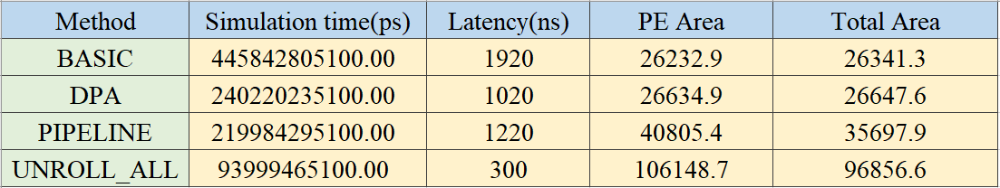 Method Simulation time(ps) Latency(ns) PE Area Total Area
BASIC 445842805100.00 1920 26232.9 26341.3
DPA 240220235100.00 1020 26634.9 26647.6
PIPELINE 219984295100.00 1220 40805.4 35697.9
UNROLL_ALL 93999465100.00 300 106148.7 96856.6